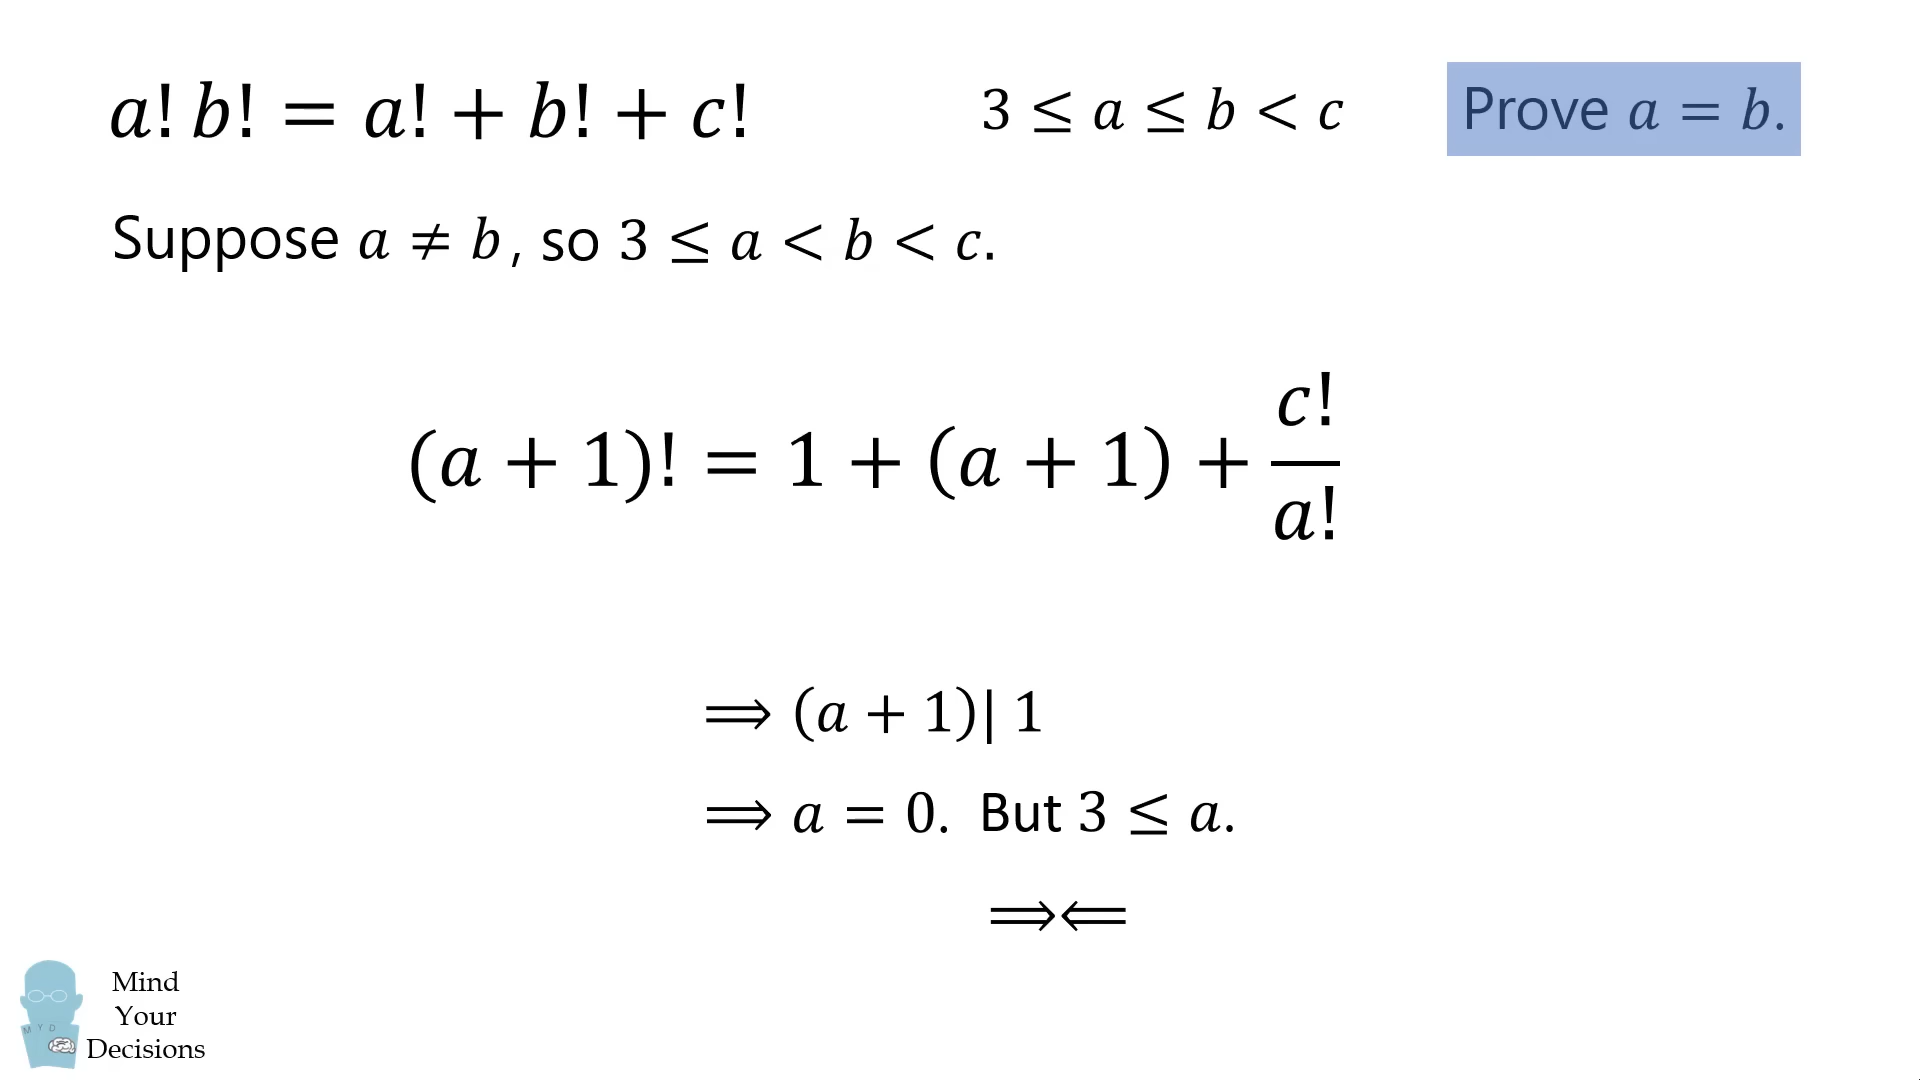 a! b! = a! + b! + c!    3 ≤ a ≤ b < c    Prove a = b.
Suppose a ≠ b, so 3 ≤ a < b < c.
(a + 1)! = 1 + (a + 1) + c!/a!
⟹ (a + 1)| 1
⟹ a = 0. But 3 ≤ a.
⟹⟸
M Y D
Mind
Your
Decisions